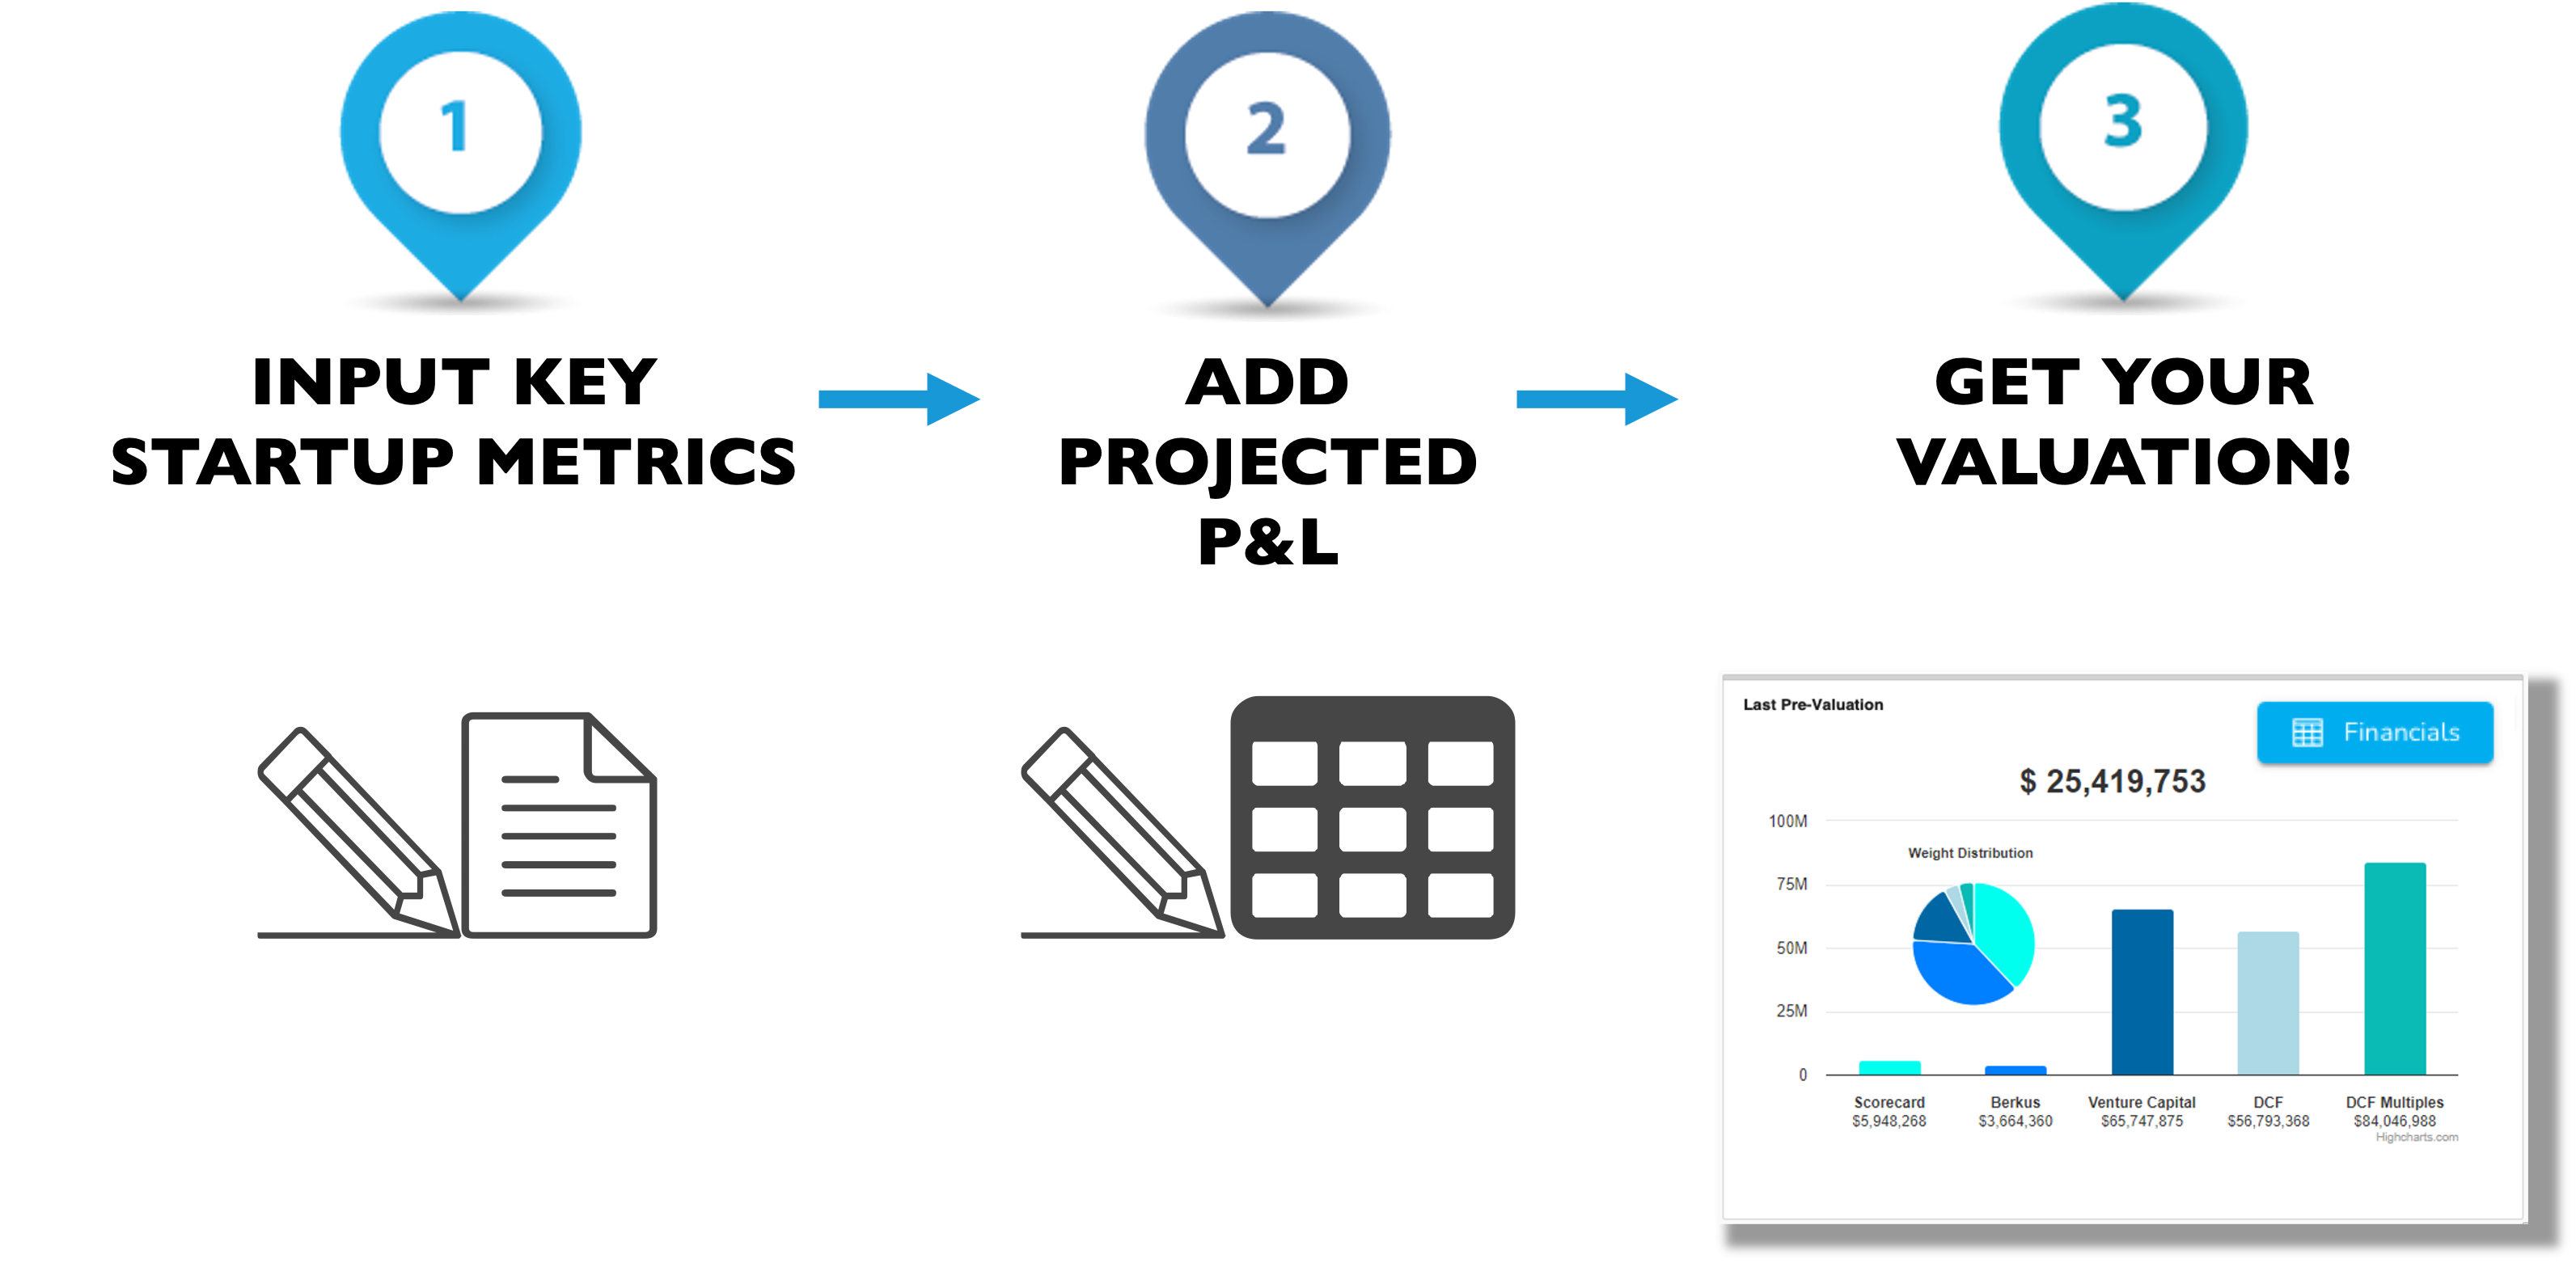 1
2
3
INPUT KEY
STARTUP METRICS
ADD
PROJECTED
P&L
GET YOUR
VALUATION!
Last Pre-Valuation
Financials
$ 25,419,753
100M
75M
50M
25M
0
Weight Distribution
Scorecard
$5,948,268
Berkus
$3,664,360
Venture Capital
$65,747,875
DCF
$56,793,368
DCF Multiples
$84,046,988
Highcharts.com